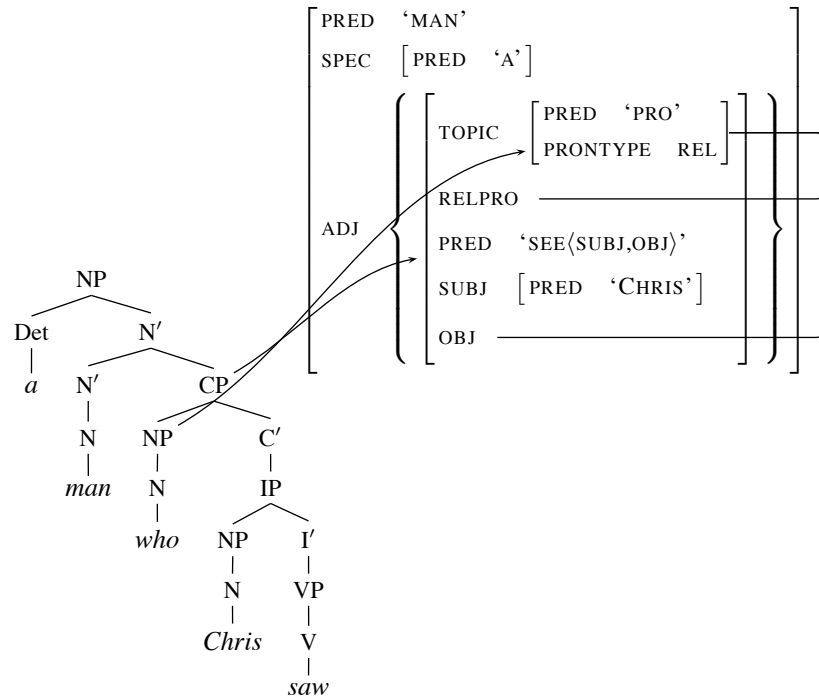 PRED ‘MAN’
SPEC [PRED ‘A’]
TOPIC [PRED ‘PRO’
PRONTYPE REL]
RELPRO
ADJ
PRED ‘SEE⟨SUBJ,OBJ⟩’
SUBJ [PRED ‘CHRIS’]
OBJ
NP
Det N′
a N′ CP
N NP C′
man N IP
who NP I′
N VP
Chris V
saw